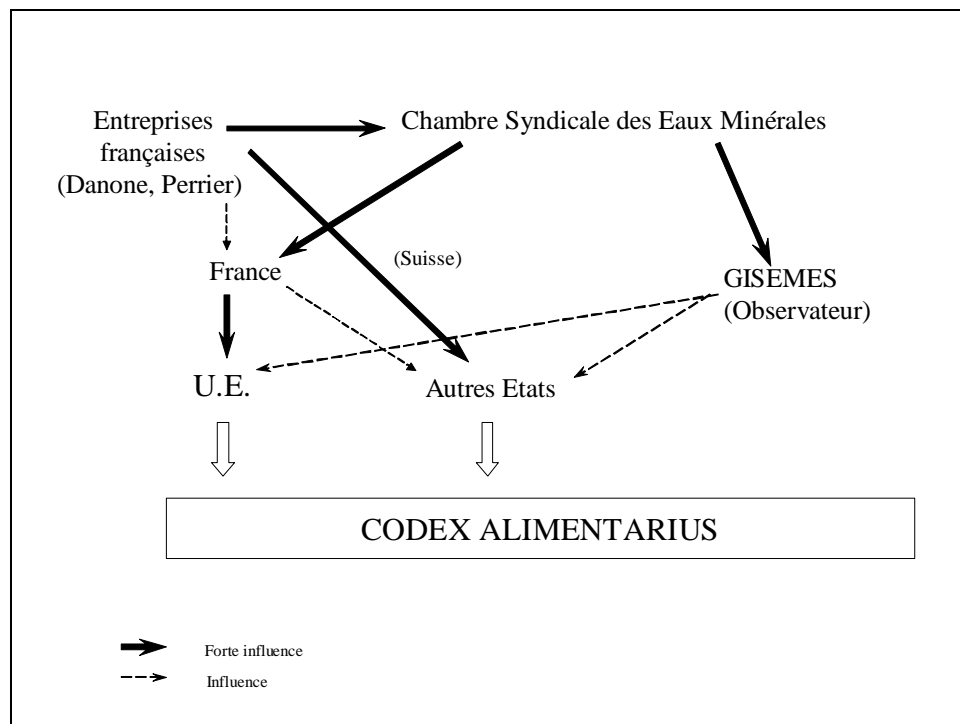 Entreprises
françaises
(Danone, Perrier)
Chambre Syndicale des Eaux Minérales
(Suisse)
France
GISEMES
(Observateur)
U.E.
Autres Etats
CODEX ALIMENTARIUS
Forte influence
Influence